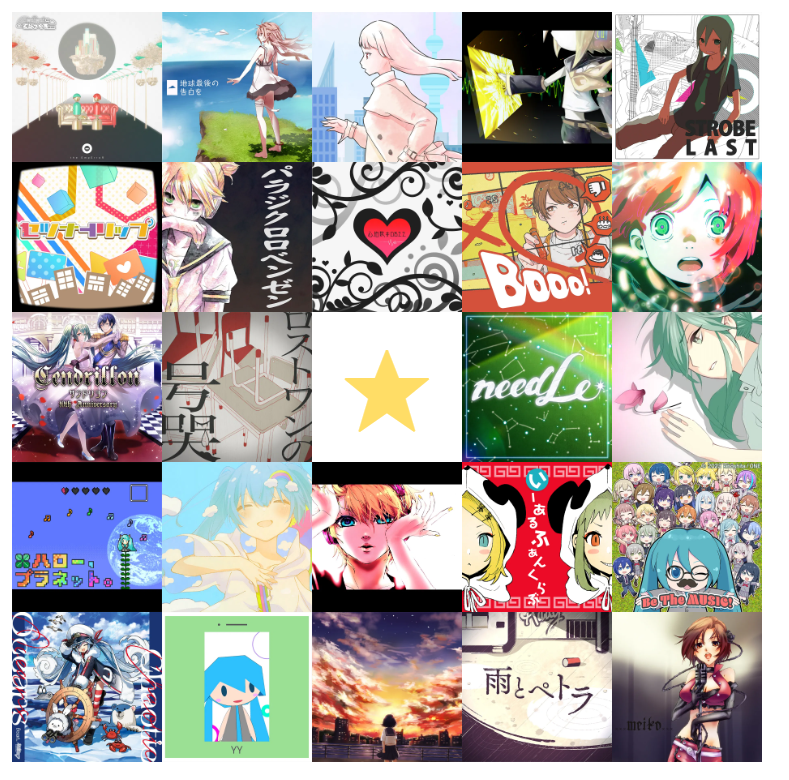 地球最後の
告白を
STROBE
LAST
セツナトリップ
パラジクロロベンゼン
BOOO!
Cendrillon
サンドリヨン
10th Anniversary
ロストワンの
号哭
needLe
ハロー、
プラネット。
いーあるふぁんくらぶ
Be The MUSiC!
Chaotic
YY
雨とペトラ
meiko